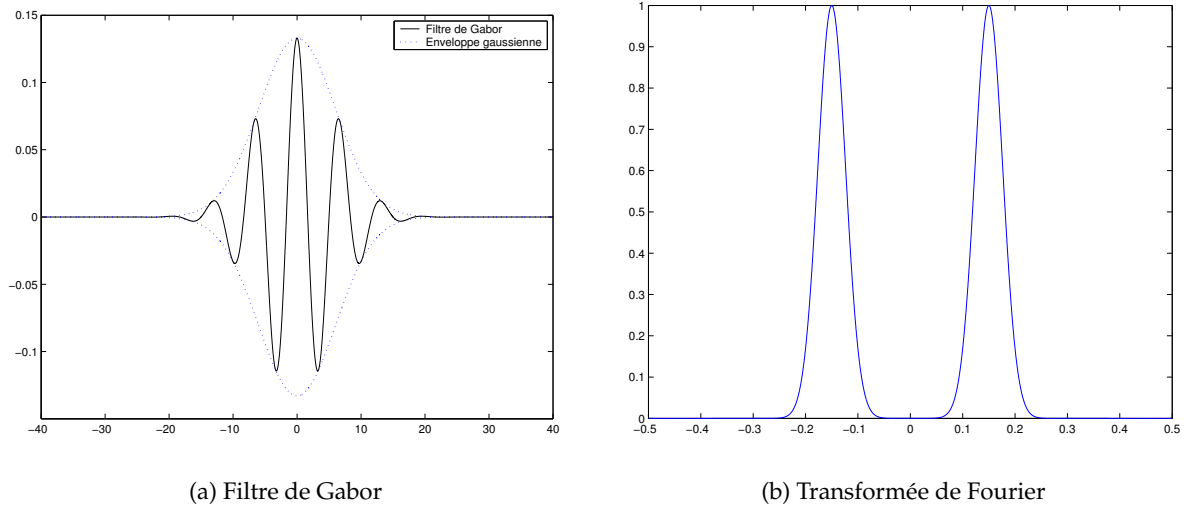 0.15
0.1
0.05
0
−0.05
−0.1
−40 −30 −20 −10 0 10 20 30 40
Filtre de Gabor
Enveloppe gaussienne
(a) Filtre de Gabor
1
0.9
0.8
0.7
0.6
0.5
0.4
0.3
0.2
0.1
0
−0.5 −0.4 −0.3 −0.2 −0.1 0 0.1 0.2 0.3 0.4 0.5
(b) Transformée de Fourier